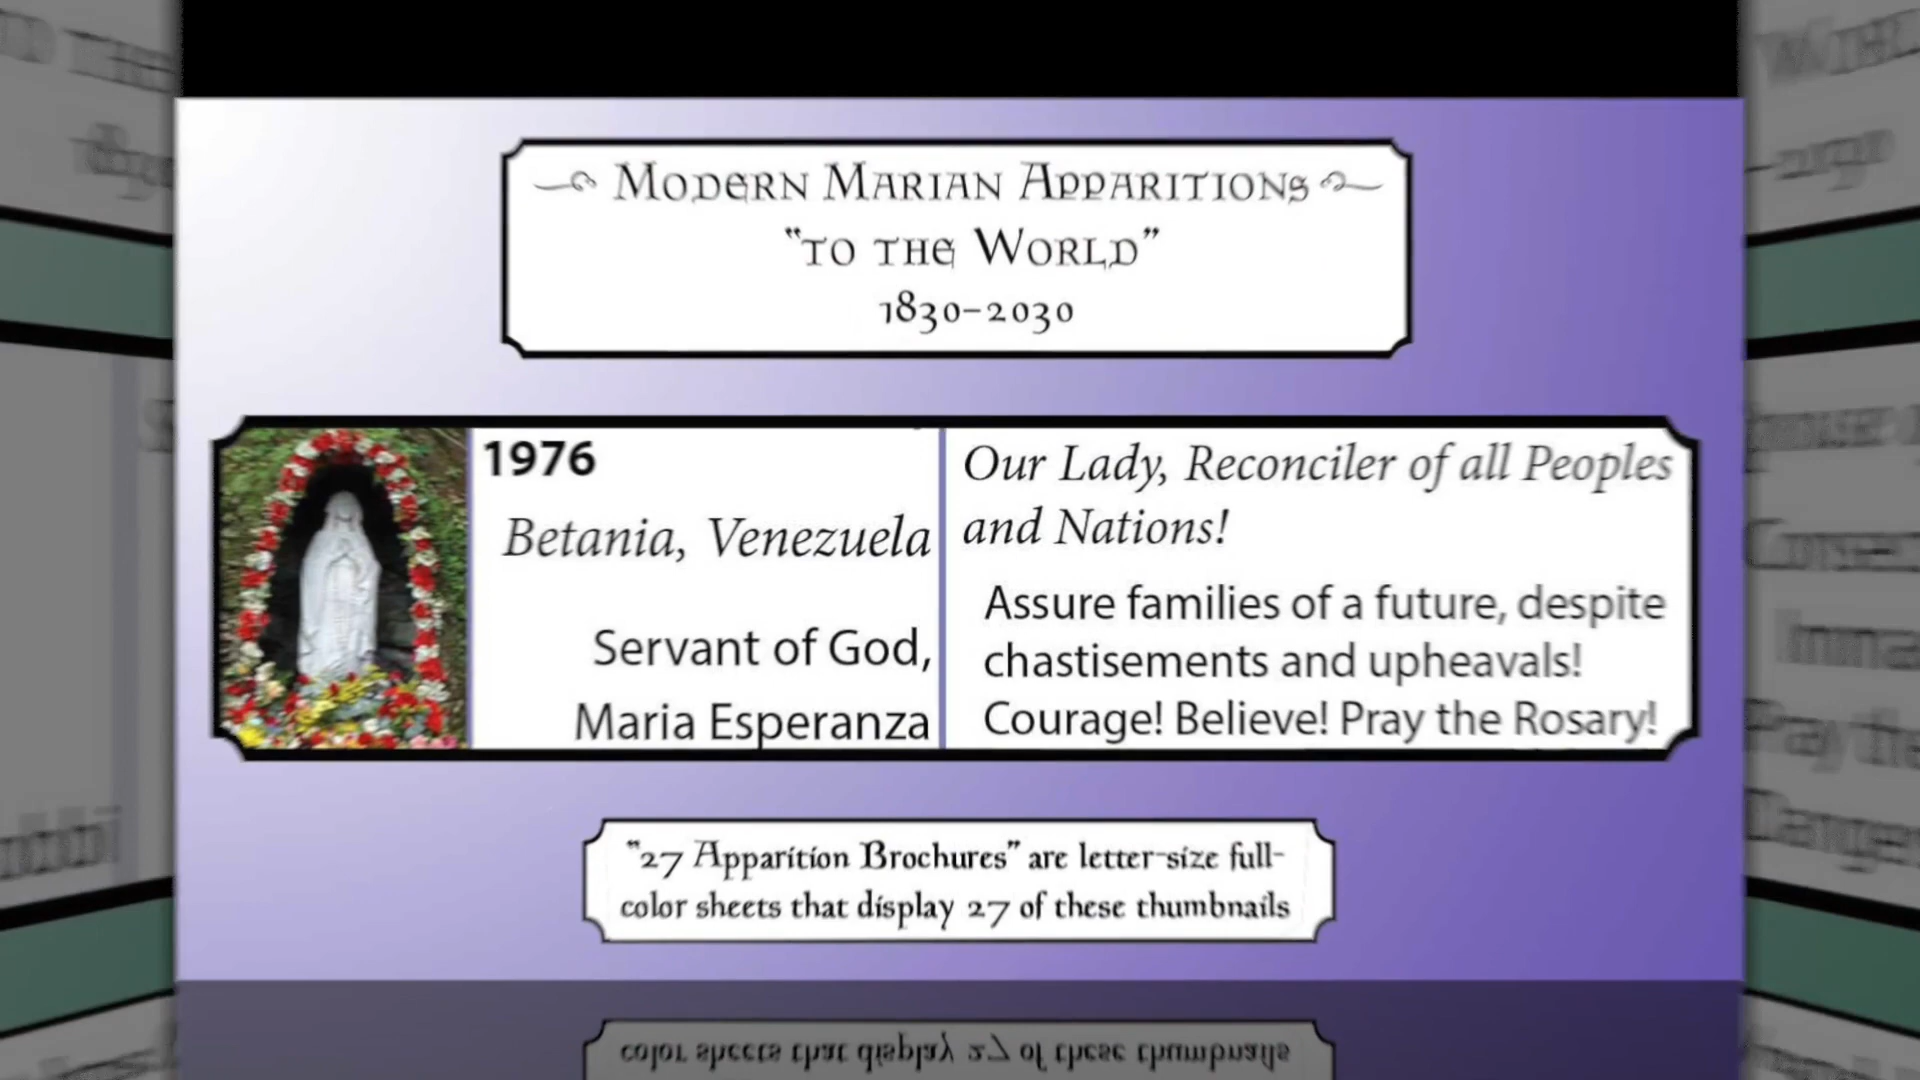 Modern Marian Apparitions
"to the World"
1830–2030
1976
Betania, Venezuela
Servant of God,
Maria Esperanza
Our Lady, Reconciler of all Peoples
and Nations!
Assure families of a future, despite
chastisements and upheavals!
Courage! Believe! Pray the Rosary!
"27 Apparition Brochures" are letter-size full-
color sheets that display 27 of these thumbnails